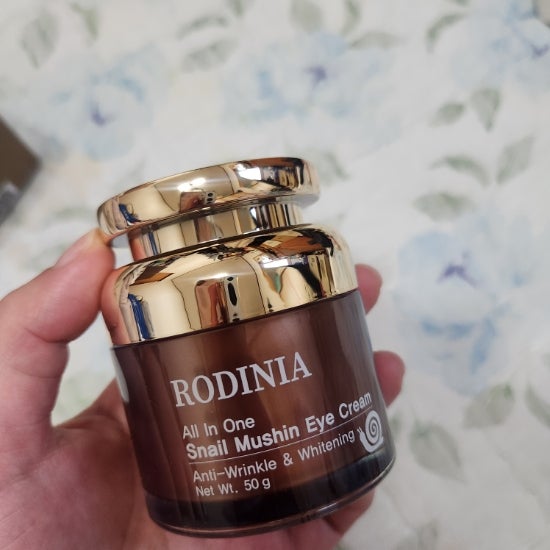 RODINIA
All In One
Snail Mushin Eye Cream
Anti-Wrinkle & Whitening
Net Wt. 50 g